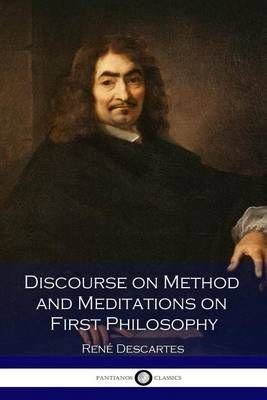 Discourse on Method
and Meditations on
First Philosophy
René Descartes
PANTIANOS CLASSICS